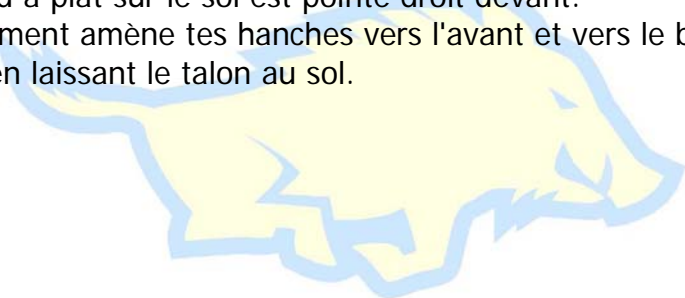 à plat sur le sol est pointé droit devant.
ment amène tes hanches vers l'avant et vers le b
en laissant le talon au sol.